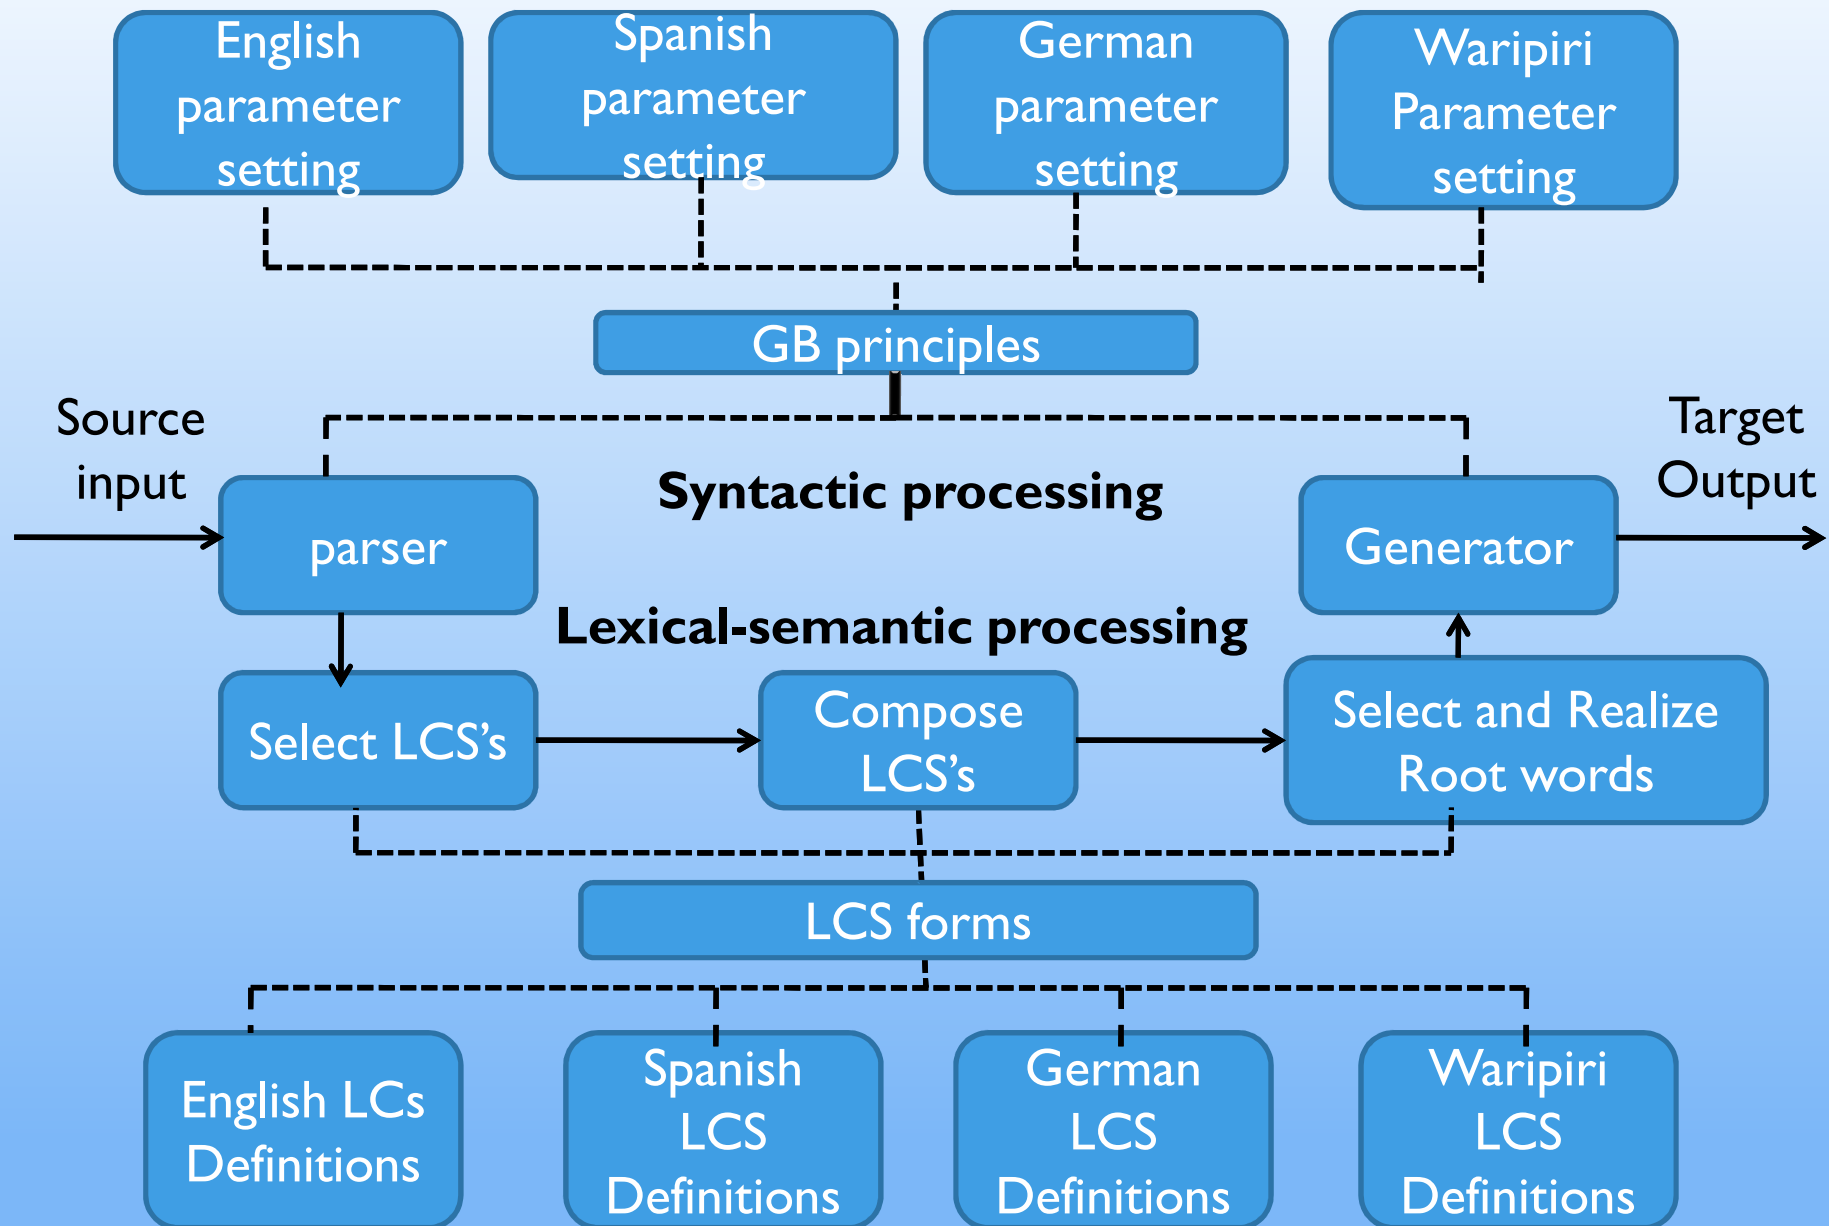 English
parameter
setting
Spanish
parameter
setting
German
parameter
setting
Waripiri
Parameter
setting
GB principles
Source
input
Target
Output
Syntactic processing
parser
Generator
Lexical-semantic processing
Select LCS’s
Compose
LCS’s
Select and Realize
Root words
LCS forms
English LCs
Definitions
Spanish
LCS
Definitions
German
LCS
Definitions
Waripiri
LCS
Definitions